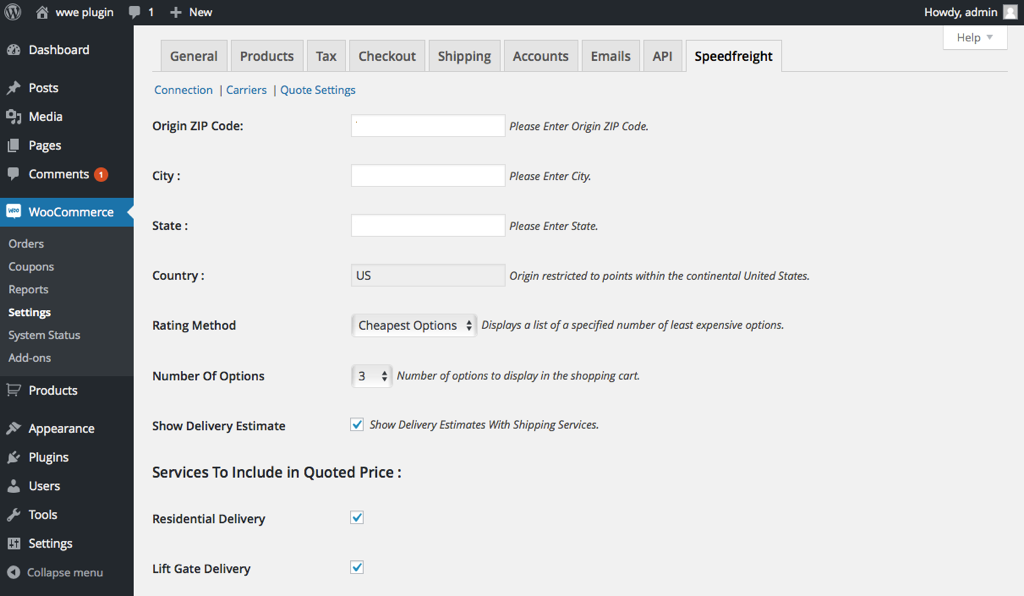 wwe plugin 1 New Howdy, admin
Help
Dashboard
Posts
Media
Pages
Comments 1
WooCommerce
Orders
Coupons
Reports
Settings
System Status
Add-ons
Products
Appearance
Plugins
Users
Tools
Settings
Collapse menu
General Products Tax Checkout Shipping Accounts Emails API Speedfreight
Connection | Carriers | Quote Settings
Origin ZIP Code: Please Enter Origin ZIP Code.
City : Please Enter City.
State : Please Enter State.
Country : US Origin restricted to points within the continental United States.
Rating Method Cheapest Options Displays a list of a specified number of least expensive options.
Number Of Options 3 Number of options to display in the shopping cart.
Show Delivery Estimate Show Delivery Estimates With Shipping Services.
Services To Include in Quoted Price :
Residential Delivery
Lift Gate Delivery